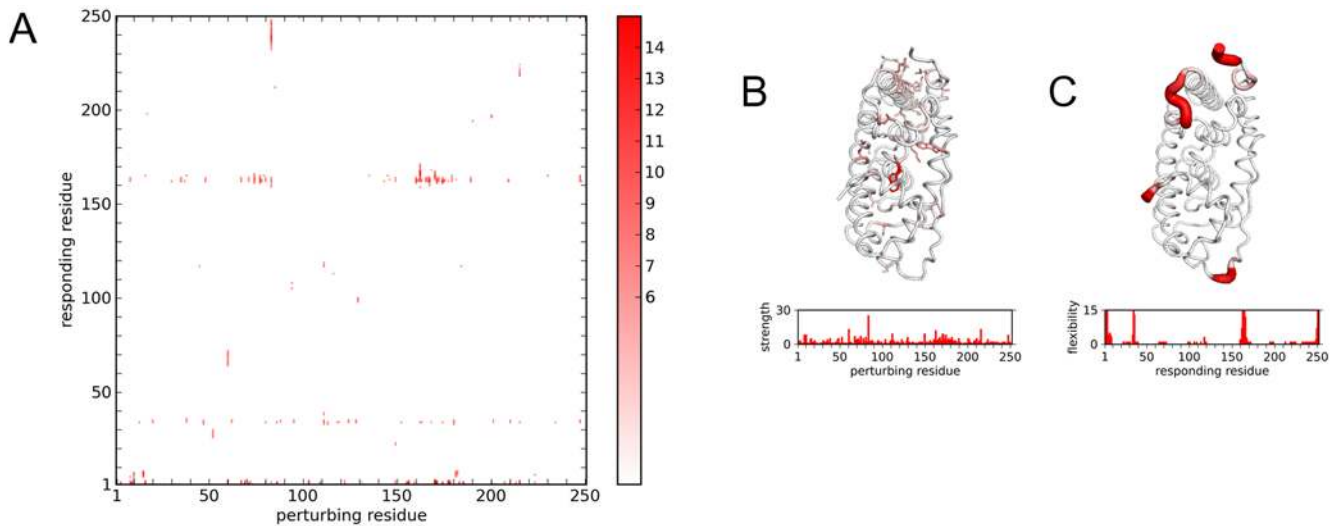 A
250
200
150
100
50
1
responding residue
1 50 100 150 200 250
perturbing residue
14
13
12
11
10
9
8
7
6
B
strength
30
0
1 50 100 150 200 250
perturbing residue
C
flexibility
15
0
1 50 100 150 200 250
responding residue